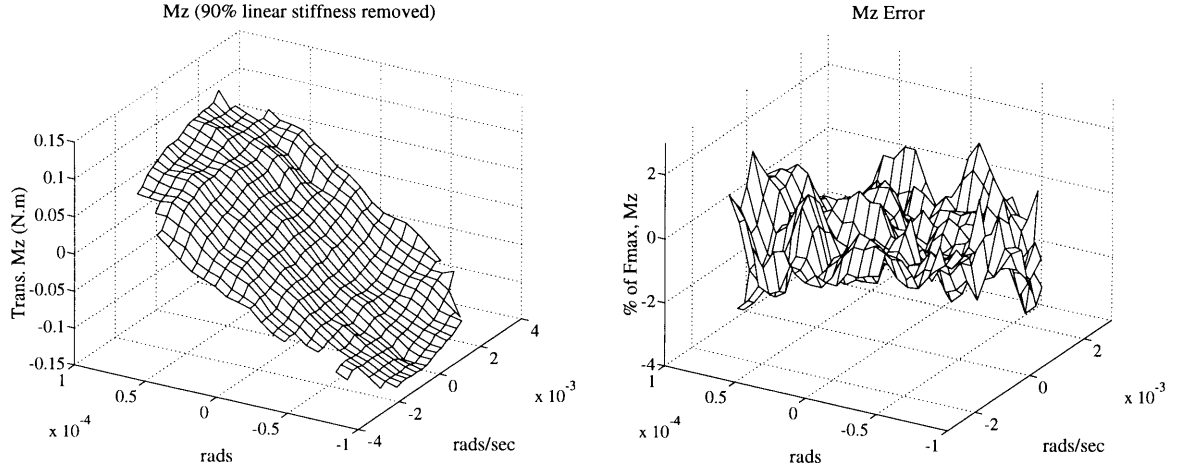 Mz (90% linear stiffness removed)
Trans. Mz (N.m)
0.15
0.1
0.05
0
-0.05
-0.1
-0.15
1
0.5
0
-0.5
-1
x 10-4
rads
-4
-2
0
2
4
x 10-3
rads/sec
Mz Error
% of Fmax, Mz
2
0
-2
-4
1
0.5
0
-0.5
-1
x 10-4
rads
-2
0
2
x 10-3
rads/sec